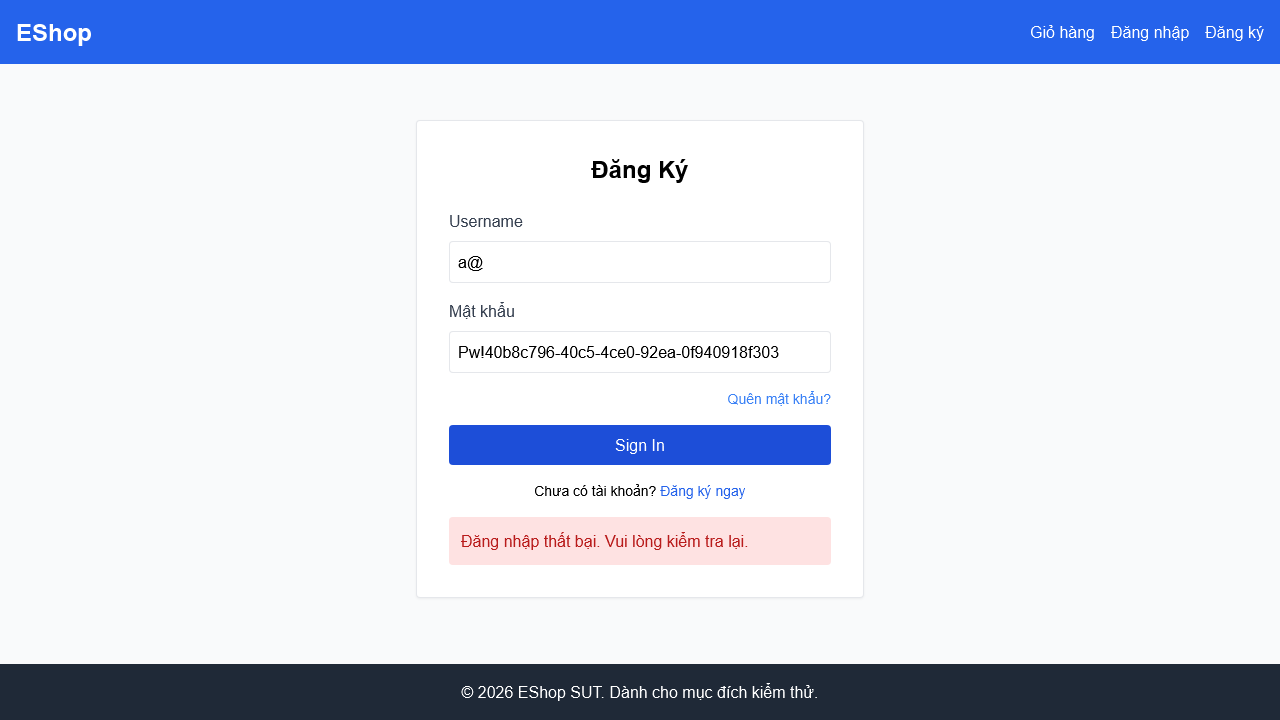 EShop
Giỏ hàng
Đăng nhập
Đăng ký
Đăng Ký
Username
a@
Mật khẩu
Pw!40b8c796-40c5-4ce0-92ea-0f940918f303
Quên mật khẩu?
Sign In
Chưa có tài khoản? Đăng ký ngay
Đăng nhập thất bại. Vui lòng kiểm tra lại.
© 2026 EShop SUT. Dành cho mục đích kiểm thử.